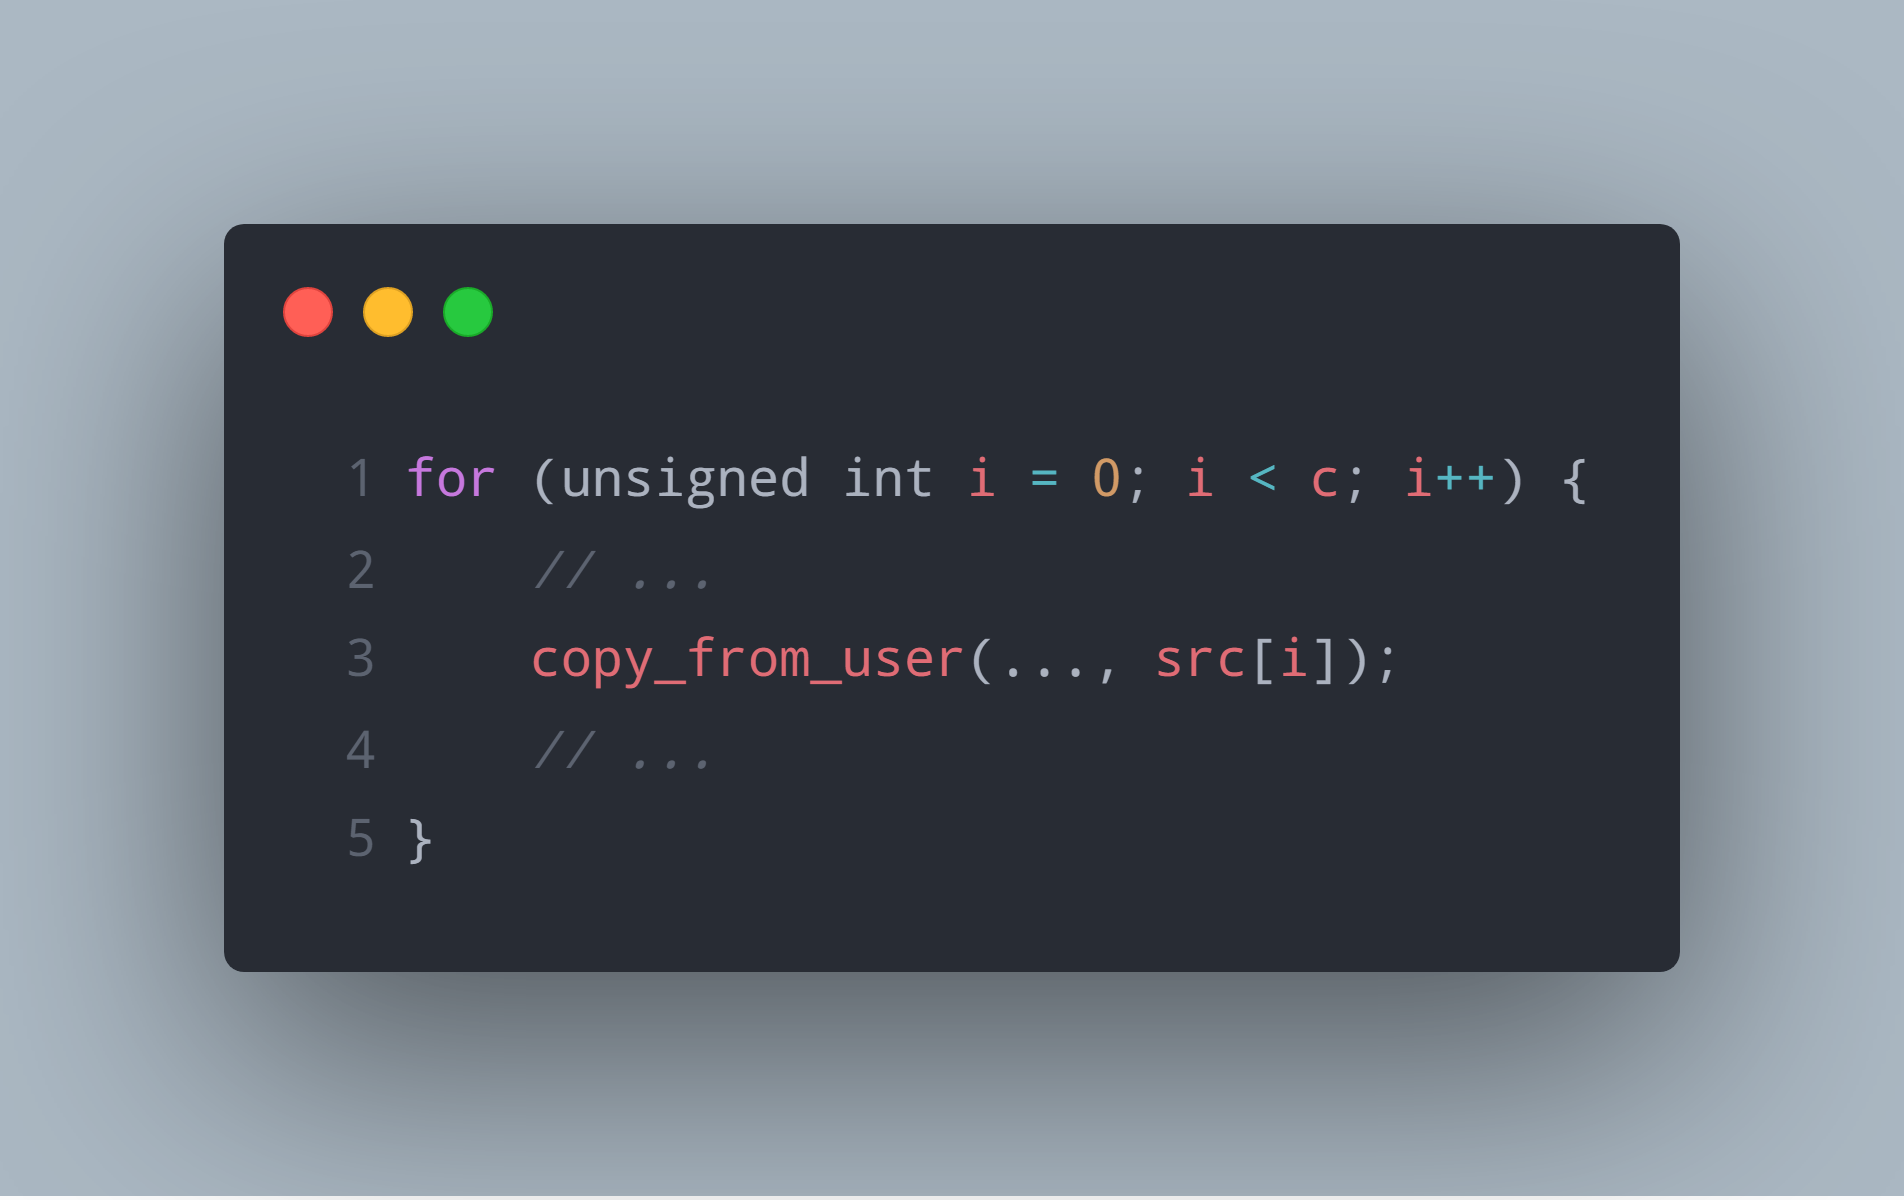 1 for (unsigned int i = 0; i < c; i++) {
2     // ...
3     copy_from_user(..., src[i]);
4     // ...
5 }